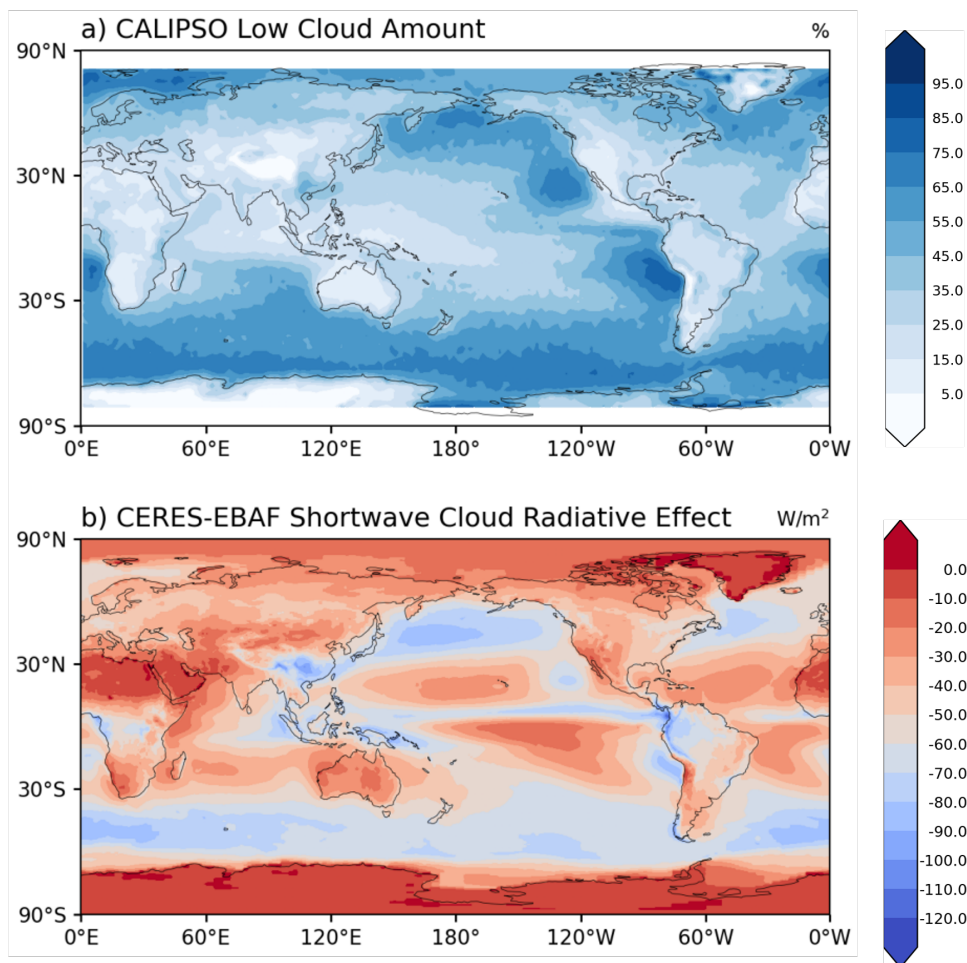 a) CALIPSO Low Cloud Amount %
90°N
30°N
30°S
90°S
0°E 60°E 120°E 180° 120°W 60°W 0°W
95.0
85.0
75.0
65.0
55.0
45.0
35.0
25.0
15.0
5.0
b) CERES-EBAF Shortwave Cloud Radiative Effect W/m²
90°N
30°N
30°S
90°S
0°E 60°E 120°E 180° 120°W 60°W 0°W
0.0
-10.0
-20.0
-30.0
-40.0
-50.0
-60.0
-70.0
-80.0
-90.0
-100.0
-110.0
-120.0